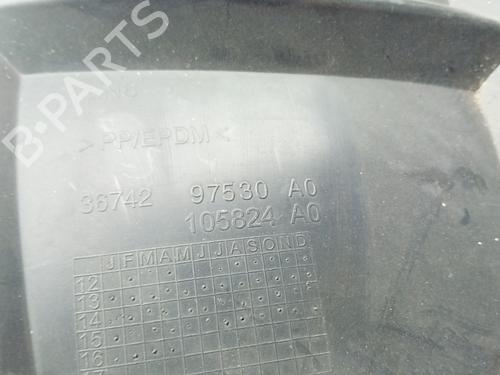 B-PARTS
>PP/EPDM<
36742 97530 A0
105824 A0
J F M A M J J A S O N D
12
13
14
15
16